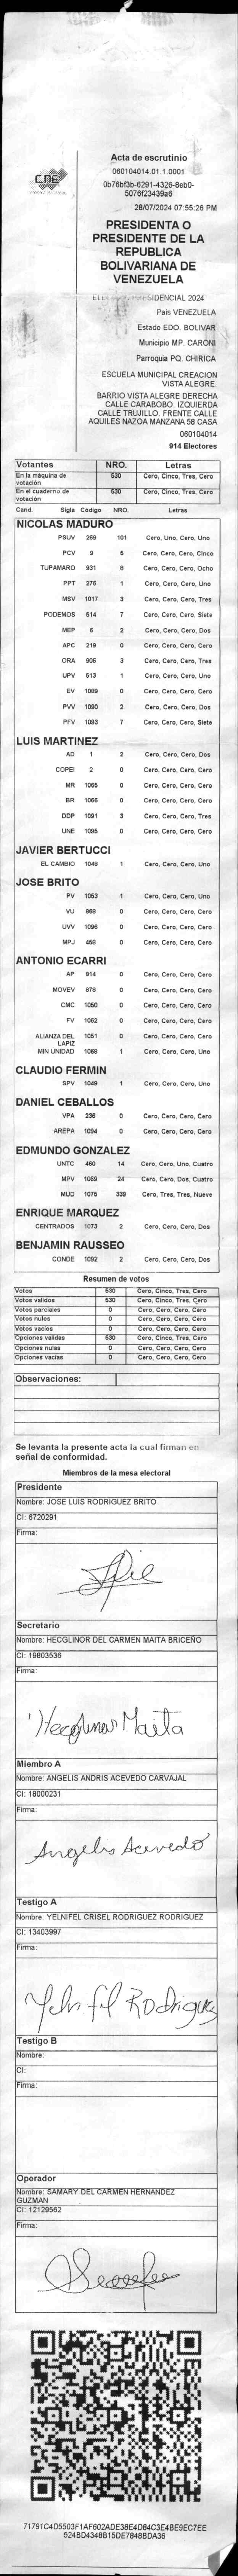 CNE
Acta de escrutinio
060104014.01.1.0001
0b76bf3b-6291-4326-8eb0-
5076f23439a6
28/07/2024 07:55:26 PM
PRESIDENTA O
PRESIDENTE DE LA
REPUBLICA
BOLIVARIANA DE
VENEZUELA
PRESIDENCIAL 2024
Pais VENEZUELA
Estado EDO. BOLIVAR
Municipio MP. CARONI
Parroquia PQ. CHIRICA
ESCUELA MUNICIPAL CREACION
VISTA ALEGRE.
BARRIO VISTA ALEGRE DERECHA
CALLE CARABOBO. IZQUIERDA
CALLE TRUJILLO. FRENTE CALLE
AQUILES NAZOA MANZANA 58 CASA
060104014
914 Electores
Votantes NRO. Letras
En la maquina de votación 530 Cero, Cinco, Tres, Cero
En el cuaderno de votación 530 Cero, Cinco, Tres, Cero
Cand. Sigla Código NRO. Letras
NICOLAS MADURO
PSUV 269 101 Cero, Uno, Cero, Uno
PCV 9 5 Cero, Cero, Cero, Cinco
TUPAMARO 931 8 Cero, Cero, Cero, Ocho
PPT 276 1 Cero, Cero, Cero, Uno
MSV 1017 3 Cero, Cero, Cero, Tres
PODEMOS 514 7 Cero, Cero, Cero, Siete
MEP 6 2 Cero, Cero, Cero, Dos
APC 219 0 Cero, Cero, Cero, Cero
ORA 906 3 Cero, Cero, Cero, Tres
UPV 513 1 Cero, Cero, Cero, Uno
EV 1089 0 Cero, Cero, Cero, Cero
PVV 1090 2 Cero, Cero, Cero, Dos
PFV 1093 7 Cero, Cero, Cero, Siete
LUIS MARTINEZ
AD 1 2 Cero, Cero, Cero, Dos
COPEI 2 0 Cero, Cero, Cero, Cero
MR 1065 0 Cero, Cero, Cero, Cero
BR 1066 0 Cero, Cero, Cero, Cero
DDP 1091 3 Cero, Cero, Cero, Tres
UNE 1095 0 Cero, Cero, Cero, Cero
JAVIER BERTUCCI
EL CAMBIO 1048 1 Cero, Cero, Cero, Uno
JOSE BRITO
PV 1053 1 Cero, Cero, Cero, Uno
VU 868 0 Cero, Cero, Cero, Cero
UVV 1096 0 Cero, Cero, Cero, Cero
MPJ 458 0 Cero, Cero, Cero, Cero
ANTONIO ECARRI
AP 814 0 Cero, Cero, Cero, Cero
MOVEV 878 0 Cero, Cero, Cero, Cero
CMC 1050 0 Cero, Cero, Cero, Cero
FV 1062 0 Cero, Cero, Cero, Cero
ALIANZA DEL LAPIZ 1051 0 Cero, Cero, Cero, Cero
MIN UNIDAD 1068 1 Cero, Cero, Cero, Uno
CLAUDIO FERMIN
SPV 1049 1 Cero, Cero, Cero, Uno
DANIEL CEBALLOS
VPA 236 0 Cero, Cero, Cero, Cero
AREPA 1094 0 Cero, Cero, Cero, Cero
EDMUNDO GONZALEZ
UNTC 460 14 Cero, Cero, Uno, Cuatro
MPV 1069 24 Cero, Cero, Dos, Cuatro
MUD 1075 339 Cero, Tres, Tres, Nueve
ENRIQUE MARQUEZ
CENTRADOS 1073 2 Cero, Cero, Cero, Dos
BENJAMIN RAUSSEO
CONDE 1092 2 Cero, Cero, Cero, Dos
Resumen de votos
Votos 530 Cero, Cinco, Tres, Cero
Votos validos 530 Cero, Cinco, Tres, Cero
Votos parciales 0 Cero, Cero, Cero, Cero
Votos nulos 0 Cero, Cero, Cero, Cero
Votos vacios 0 Cero, Cero, Cero, Cero
Opciones validas 530 Cero, Cinco, Tres, Cero
Opciones nulas 0 Cero, Cero, Cero, Cero
Opciones vacias 0 Cero, Cero, Cero, Cero
Observaciones:
Se levanta la presente acta la cual firman en
señal de conformidad.
Miembros de la mesa electoral
Presidente
Nombre: JOSE LUIS RODRIGUEZ BRITO
CI: 6720291
Firma:
Secretario
Nombre: HECGLINOR DEL CARMEN MAITA BRICEÑO
CI: 19803536
Firma:
Hecglinor Maita
Miembro A
Nombre: ANGELIS ANDRIS ACEVEDO CARVAJAL
CI: 18000231
Firma:
Angelis Acevedo
Testigo A
Nombre: YELNIFEL CRISEL RODRIGUEZ RODRIGUEZ
CI: 13403997
Firma:
Yelnifel Rodriguez
Testigo B
Nombre:
CI:
Firma:
Operador
Nombre: SAMARY DEL CARMEN HERNANDEZ
GUZMAN
CI: 12129562
Firma:
71791C4D5503F1AF602ADE38E4D84C3E4BE9EC7EE
524BD4348B15DE7848BDA36